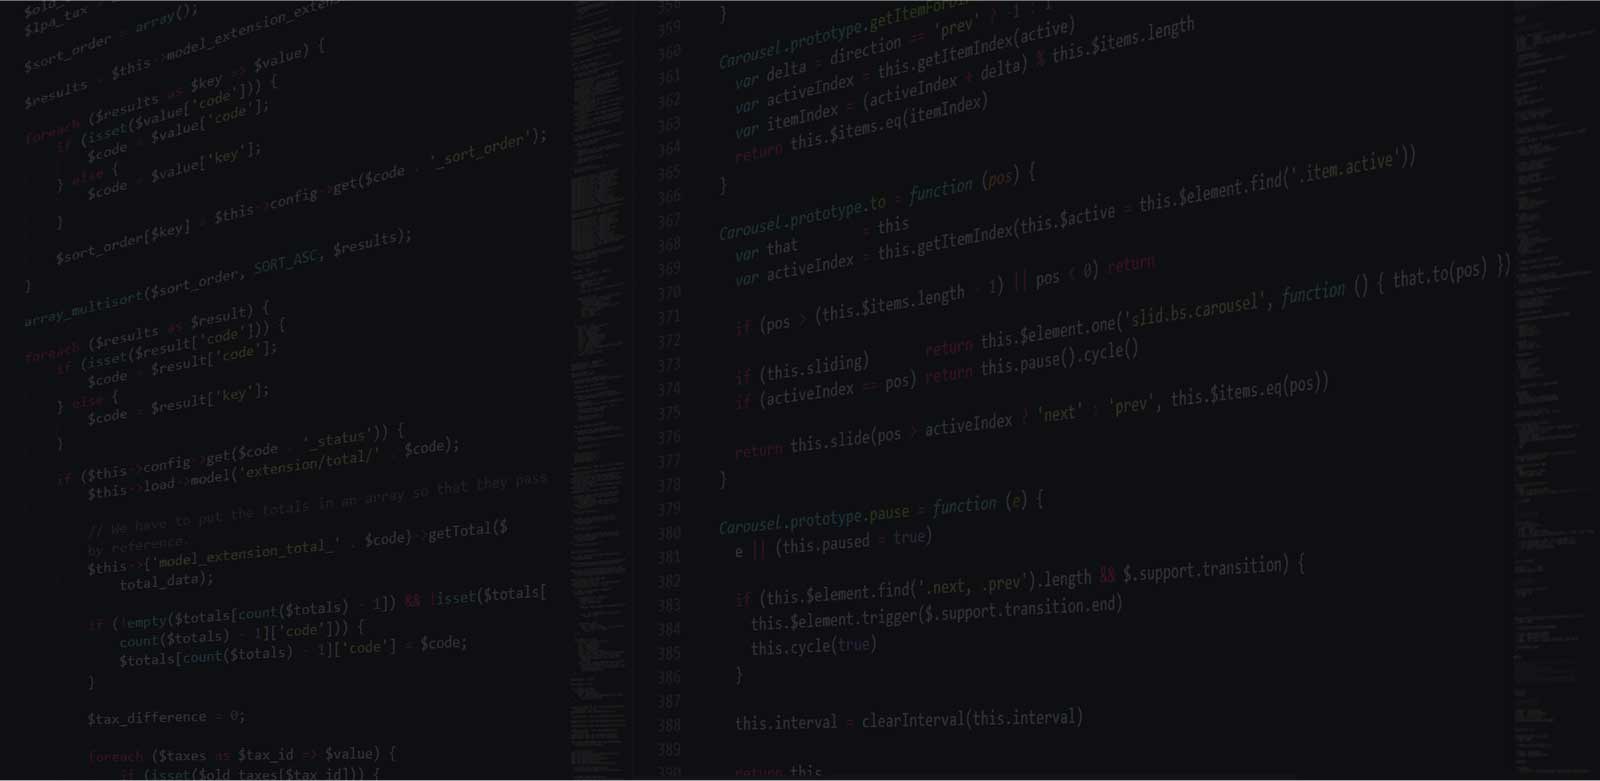 $old_
$lpa_tax
$sort_order = array();
$results = $this->model_extension_exten
foreach ($results as $key => $value) {
if (isset($value['code'])) {
$code = $value['code'];
} else {
$code = $value['key'];
}
$sort_order[$key] = $this->config->get($code . '_sort_order');
}
array_multisort($sort_order, SORT_ASC, $results);
foreach ($results as $result) {
if (isset($result['code'])) {
$code = $result['code'];
} else {
$code = $result['key'];
}
if ($this->config->get($code . '_status')) {
$this->load->model('extension/total/' . $code);
// We have to put the totals in an array so that they pass
by reference.
$this->{'model_extension_total_' . $code}->getTotal($
total_data);
if (!empty($totals[count($totals) - 1]) && !isset($totals[
count($totals) - 1]['code'])) {
$totals[count($totals) - 1]['code'] = $code;
}
$tax_difference = 0;
foreach ($taxes as $tax_id => $value) {
if (isset($old_taxes[$tax_id])) {
358 }
359
360 Carousel.prototype.getItemForDi
361 var delta = direction == 'prev' ? -1 : 1
362 var activeIndex = this.getItemIndex(active)
363 var itemIndex = (activeIndex + delta) % this.$items.length
364 return this.$items.eq(itemIndex)
365 }
366
367 Carousel.prototype.to = function (pos) {
368 var that = this
369 var activeIndex = this.getItemIndex(this.$active = this.$element.find('.item.active'))
370
371 if (pos > (this.$items.length - 1) || pos < 0) return
372
373 if (this.sliding) return this.$element.one('slid.bs.carousel', function () { that.to(pos) })
374 if (activeIndex == pos) return this.pause().cycle()
375
376 return this.slide(pos > activeIndex ? 'next' : 'prev', this.$items.eq(pos))
377 }
378
379 Carousel.prototype.pause = function (e) {
380 e || (this.paused = true)
381
382 if (this.$element.find('.next, .prev').length && $.support.transition) {
383 this.$element.trigger($.support.transition.end)
384 this.cycle(true)
385 }
386
387 this.interval = clearInterval(this.interval)
388
389 return this
390